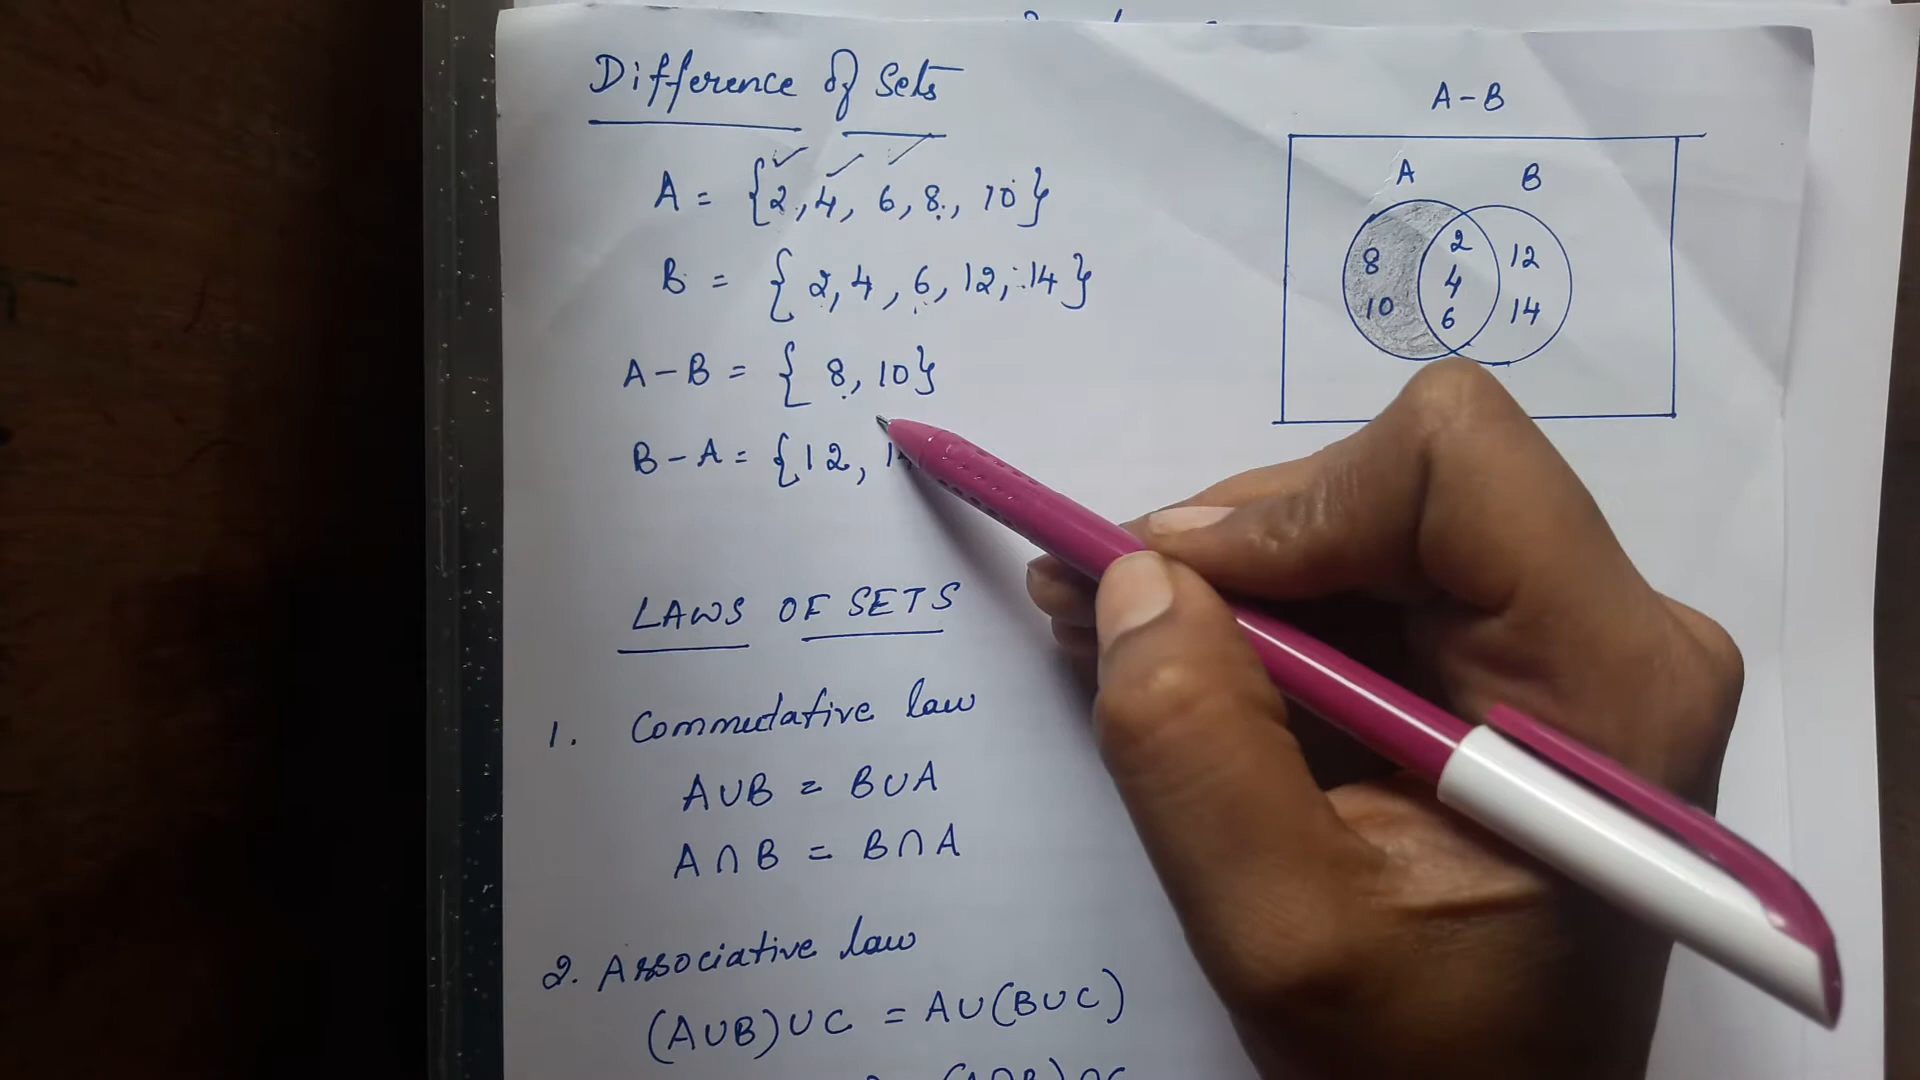 Difference of Sets
A = {2, 4, 6, 8, 10}
B = {2, 4, 6, 12, 14}
A - B = {8, 10}
B - A = {12,
A-B
A B
8 2 12
10 4 14
6
LAWS OF SETS
1. Commutative law
A∪B = B∪A
A∩B = B∩A
2. Associative law
(A∪B)∪C = A∪(B∪C)
(A∩B)∩C